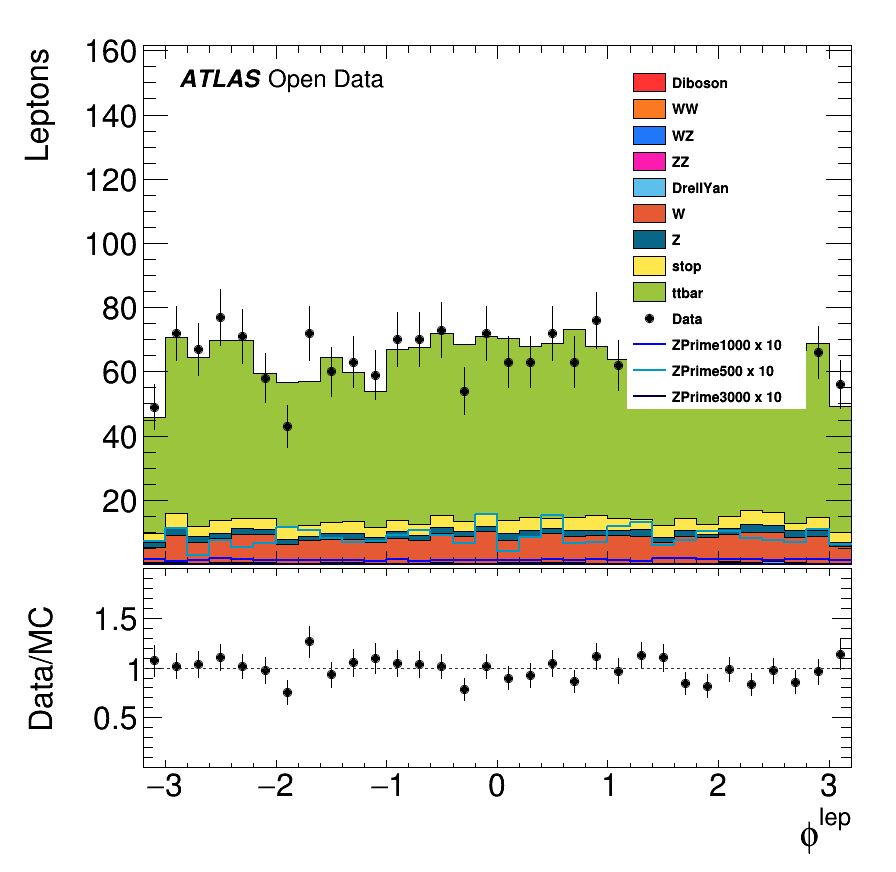 160
140
120
100
80
60
40
20
Leptons
ATLAS Open Data
Diboson
WW
WZ
ZZ
DrellYan
W
Z
stop
ttbar
Data
ZPrime1000 x 10
ZPrime500 x 10
ZPrime3000 x 10
1.5
1
0.5
Data/MC
−3 −2 −1 0 1 2 3
ϕlep